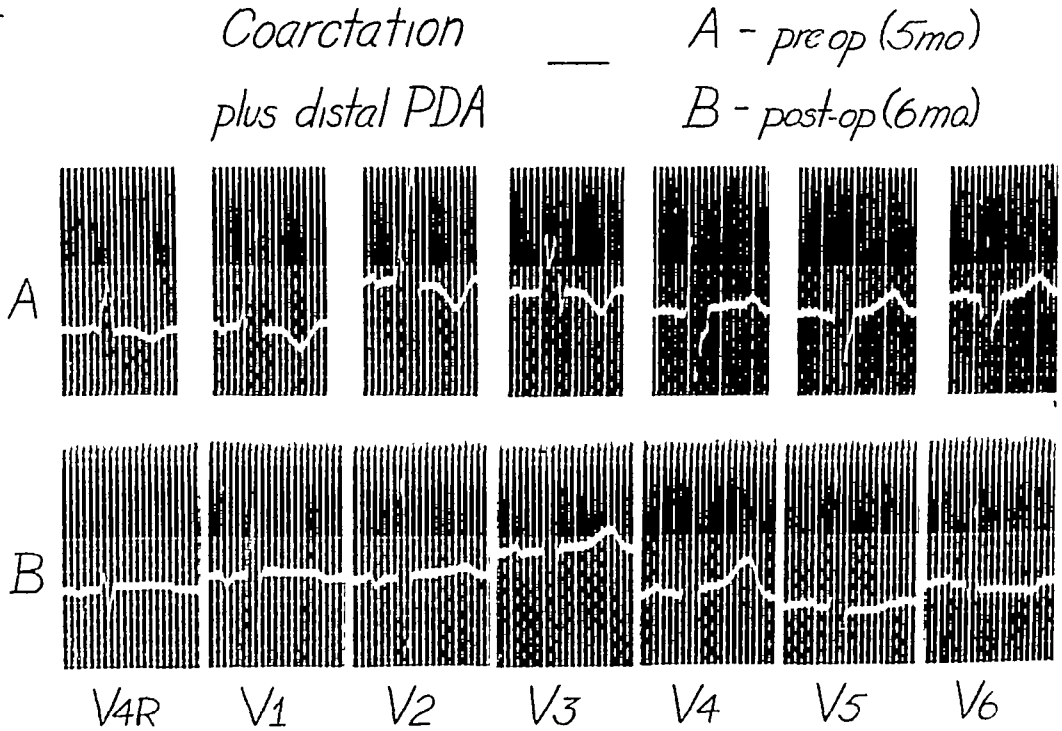 Coarctation — A - pre op (5mo)
plus distal PDA B - post-op (6mo)
A
B
V4R V1 V2 V3 V4 V5 V6